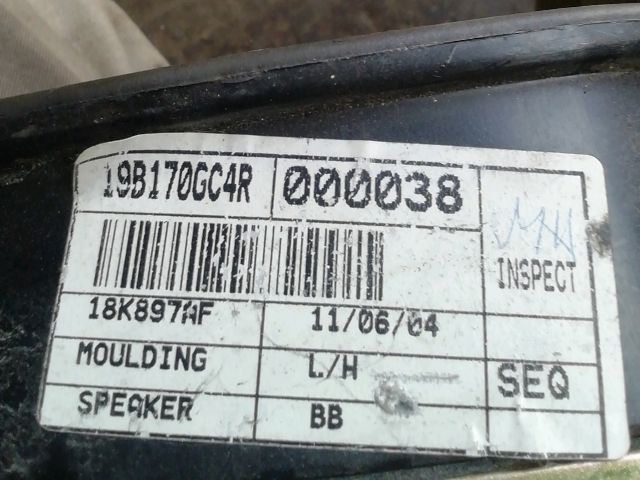 19B170GC4R 000038
INSPECT
18K897AF 11/06/04
MOULDING L/H SEQ
SPEAKER BB